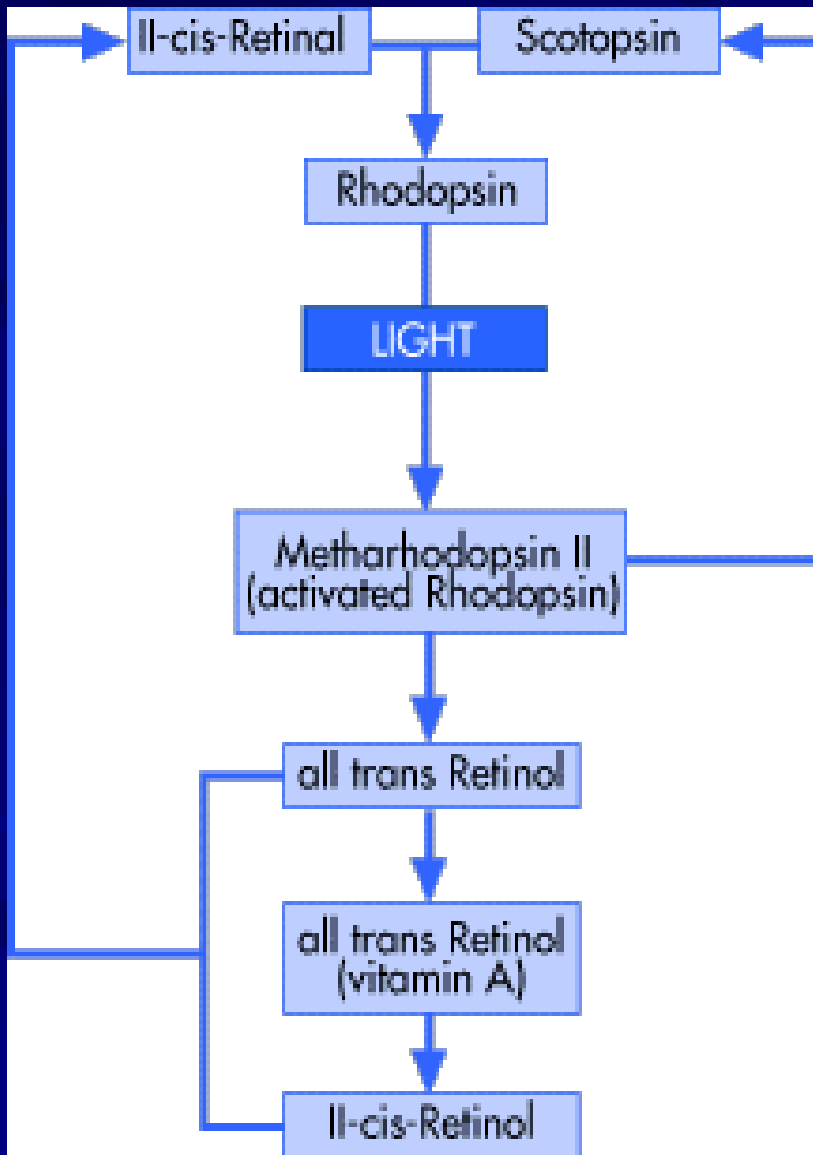 II-cis-Retinal
Scotopsin
Rhodopsin
LIGHT
Metharhodopsin II
(activated Rhodopsin)
all trans Retinol
all trans Retinol
(vitamin A)
II-cis-Retinol